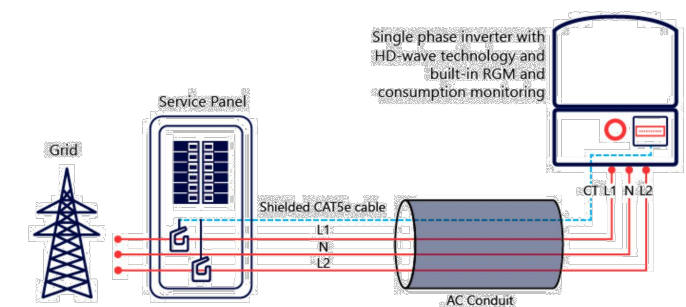 Single phase inverter with
HD-wave technology and
built-in RGM and
consumption monitoring
Service Panel
Grid
Shielded CAT5e cable
CT L1 N L2
L1
N
L2
AC Conduit